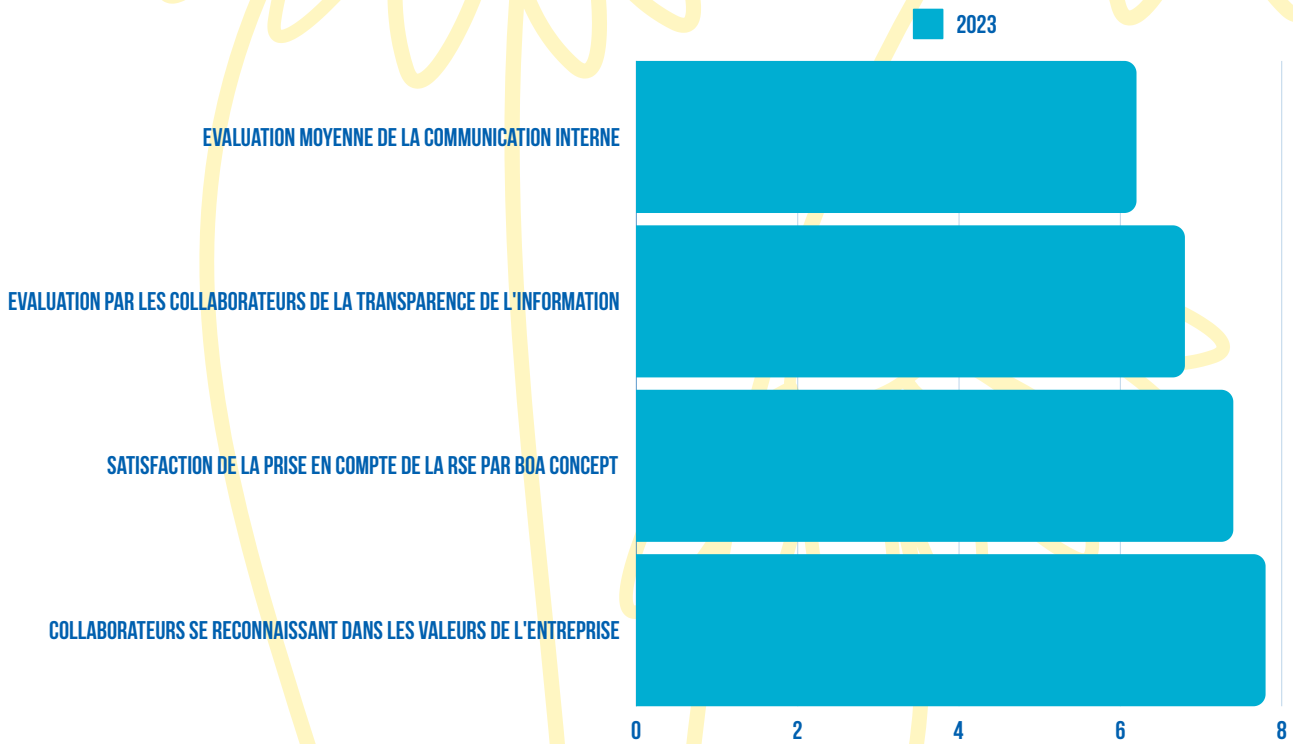 2023
EVALUATION MOYENNE DE LA COMMUNICATION INTERNE
EVALUATION PAR LES COLLABORATEURS DE LA TRANSPARENCE DE L'INFORMATION
SATISFACTION DE LA PRISE EN COMPTE DE LA RSE PAR BOA CONCEPT
COLLABORATEURS SE RECONNAISSANT DANS LES VALEURS DE L'ENTREPRISE
0 2 4 6 8